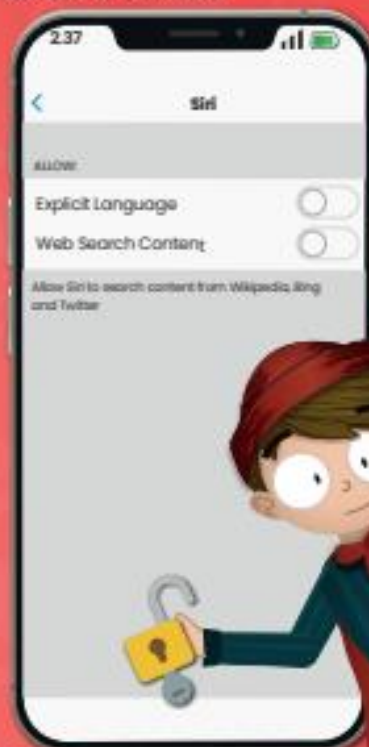 2.37
Siri
ALLOW:
Explicit Language
Web Search Content
Allow Siri to search content from Wikipedia, Bing
and Twitter